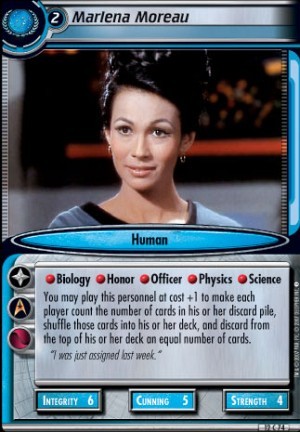 2 Marlena Moreau
Human
Biology Honor Officer Physics Science
You may play this personnel at cost +1 to make each
player count the number of cards in his or her discard pile,
shuffle those cards into his or her deck, and discard from
the top of his or her deck an equal number of cards.
"I was just assigned last week."
INTEGRITY 6 CUNNING 5 STRENGTH 4